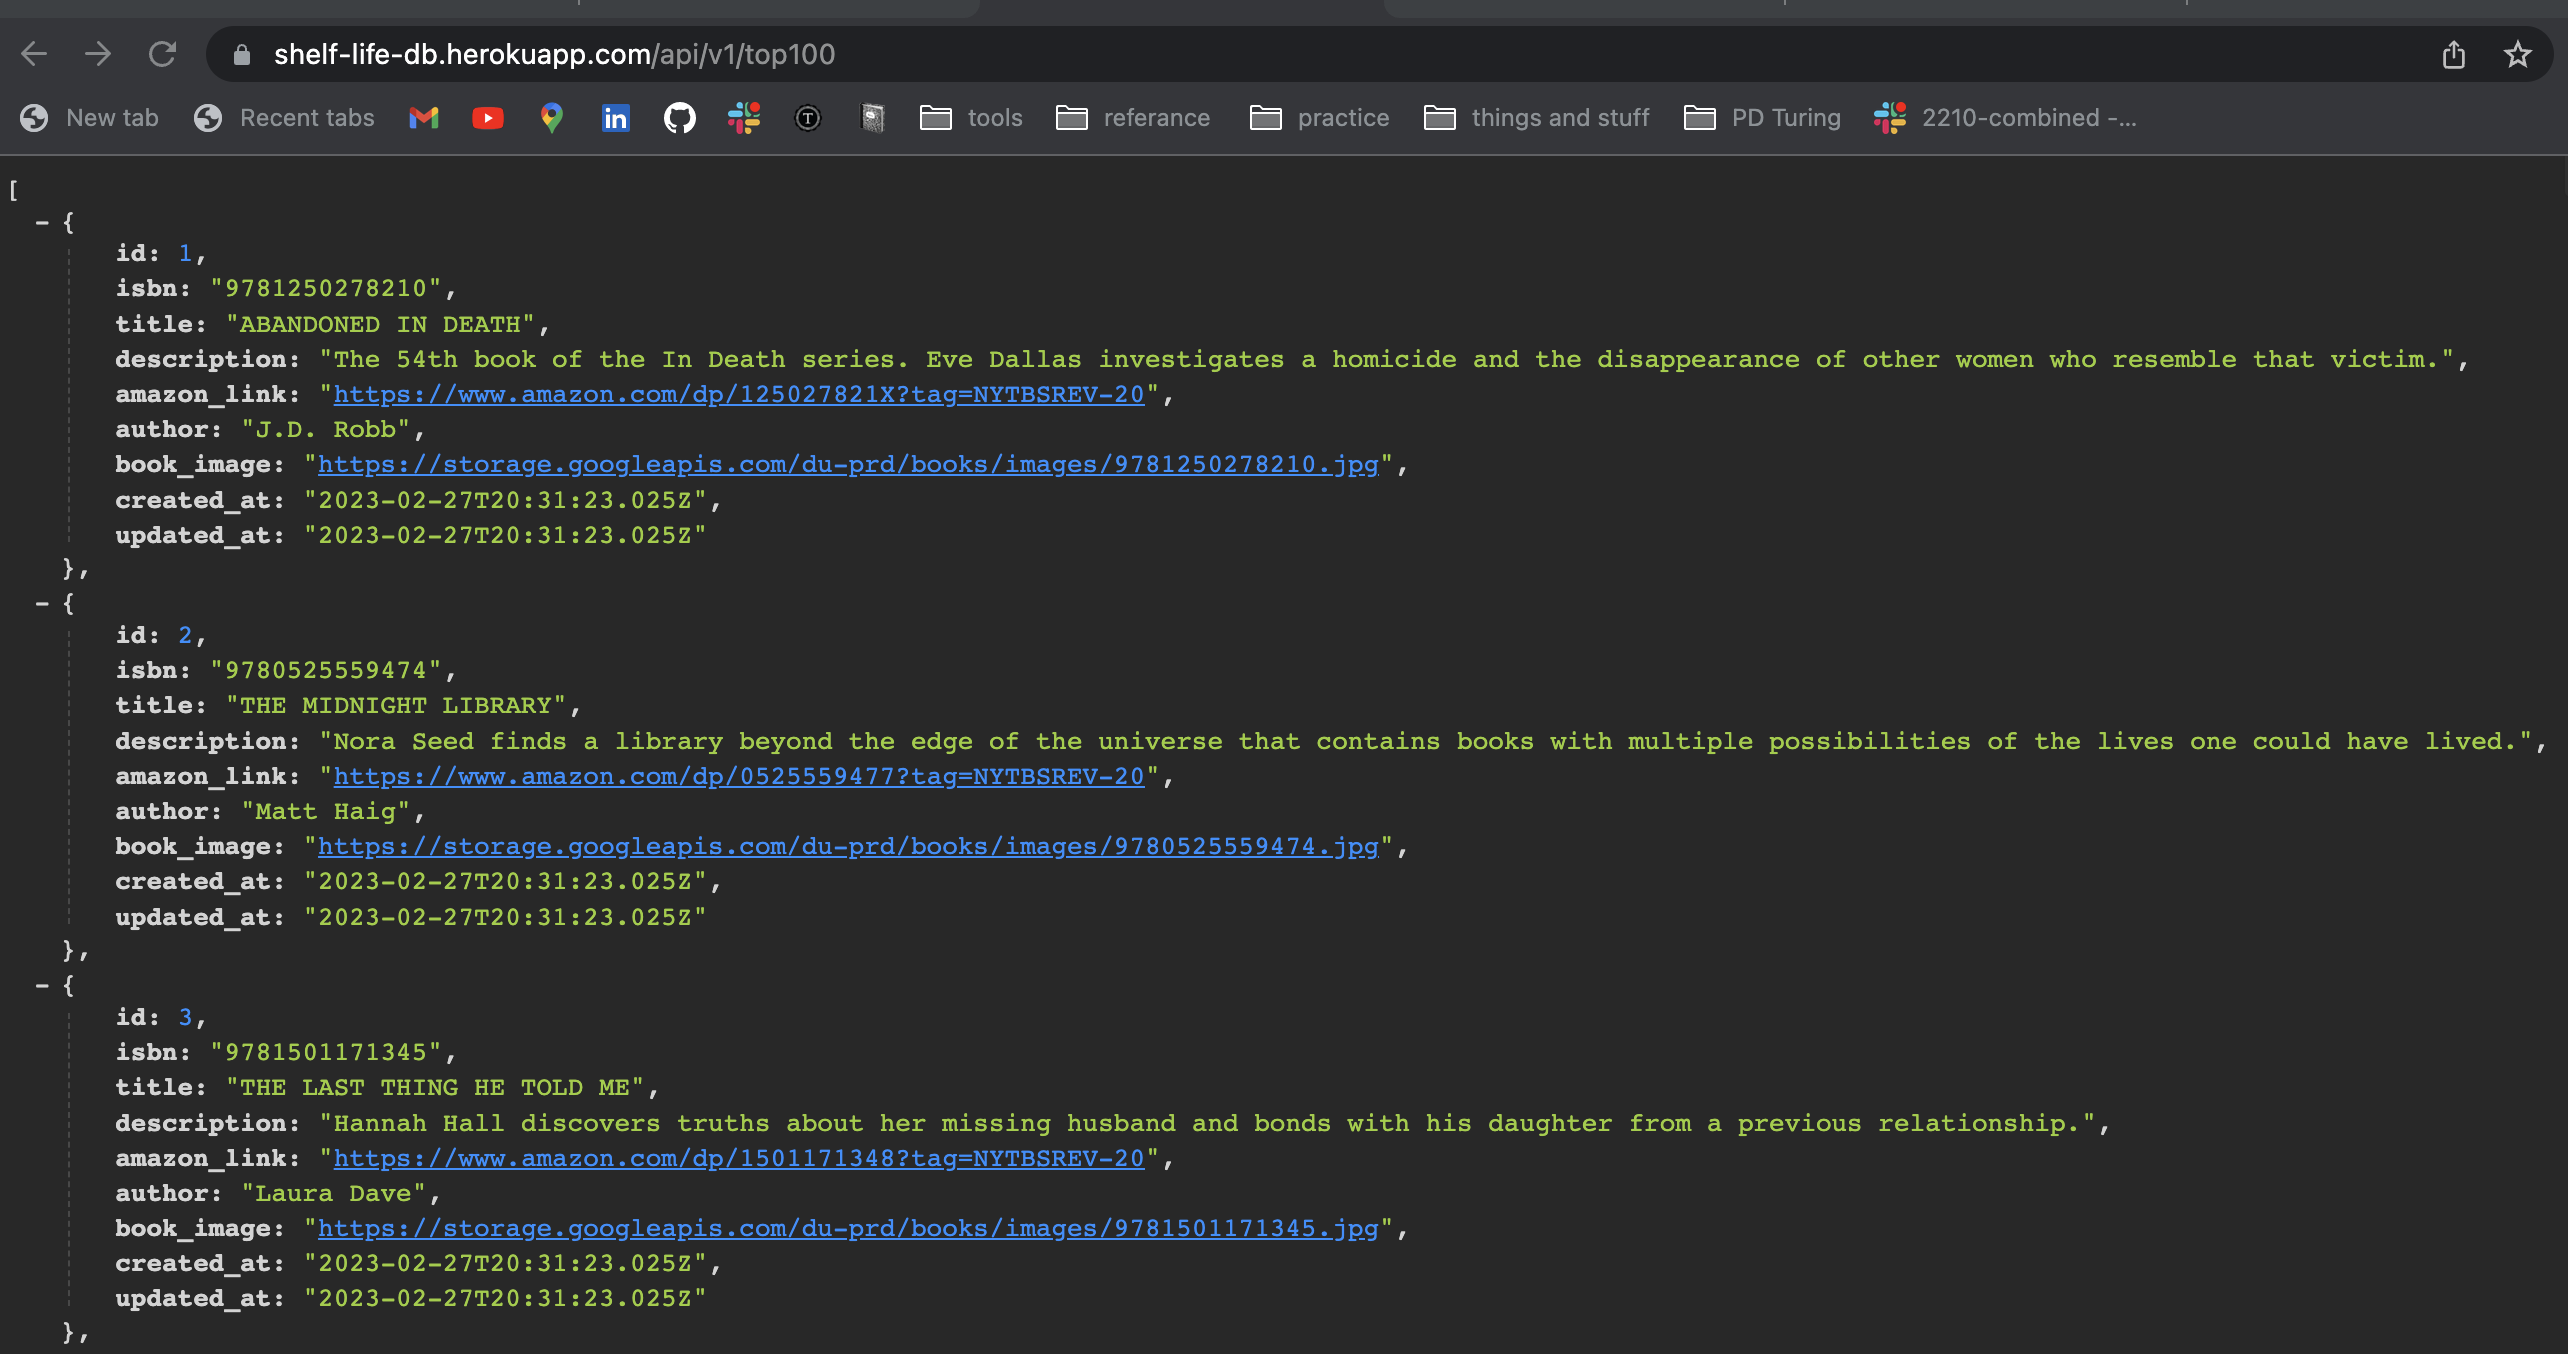 shelf-life-db.herokuapp.com/api/v1/top100
New tab Recent tabs in T tools referance practice things and stuff PD Turing 2210-combined -...
[
- {
id: 1,
isbn: "9781250278210",
title: "ABANDONED IN DEATH",
description: "The 54th book of the In Death series. Eve Dallas investigates a homicide and the disappearance of other women who resemble that victim.",
amazon_link: "https://www.amazon.com/dp/125027821X?tag=NYTBSREV-20",
author: "J.D. Robb",
book_image: "https://storage.googleapis.com/du-prd/books/images/9781250278210.jpg",
created_at: "2023-02-27T20:31:23.025Z",
updated_at: "2023-02-27T20:31:23.025Z"
},
- {
id: 2,
isbn: "9780525559474",
title: "THE MIDNIGHT LIBRARY",
description: "Nora Seed finds a library beyond the edge of the universe that contains books with multiple possibilities of the lives one could have lived.",
amazon_link: "https://www.amazon.com/dp/0525559477?tag=NYTBSREV-20",
author: "Matt Haig",
book_image: "https://storage.googleapis.com/du-prd/books/images/9780525559474.jpg",
created_at: "2023-02-27T20:31:23.025Z",
updated_at: "2023-02-27T20:31:23.025Z"
},
- {
id: 3,
isbn: "9781501171345",
title: "THE LAST THING HE TOLD ME",
description: "Hannah Hall discovers truths about her missing husband and bonds with his daughter from a previous relationship.",
amazon_link: "https://www.amazon.com/dp/1501171348?tag=NYTBSREV-20",
author: "Laura Dave",
book_image: "https://storage.googleapis.com/du-prd/books/images/9781501171345.jpg",
created_at: "2023-02-27T20:31:23.025Z",
updated_at: "2023-02-27T20:31:23.025Z"
},